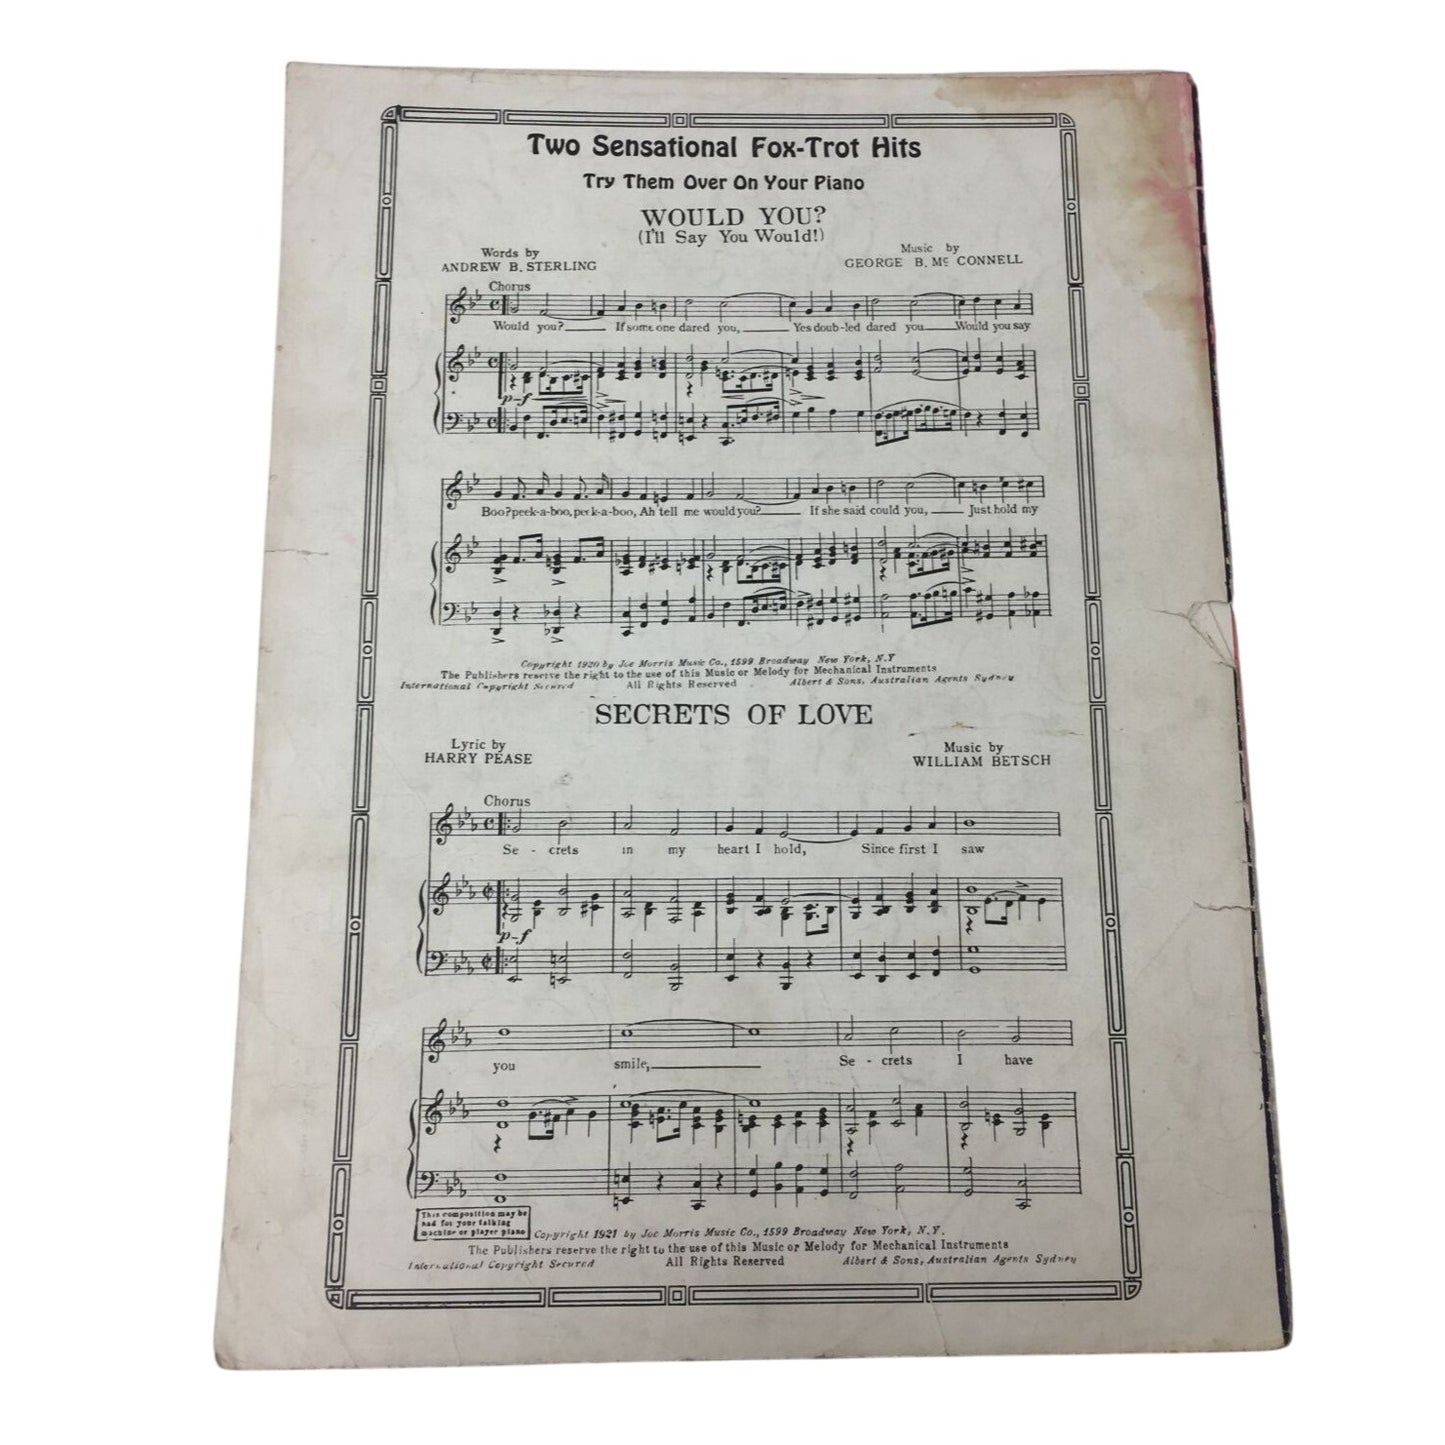 Two Sensational Fox-Trot Hits
Try Them Over On Your Piano
WOULD YOU?
(I'll Say You Would!)
Words by
ANDREW B. STERLING
Music by
GEORGE B. Mc CONNELL
Chorus
Would you? If some one dared you, Yes doub-led dared you Would you say
p-f
Boo? peek-a-boo, peek-a-boo, Ah tell me would you? If she said could you, Just hold my
Copyright 1920 by Joe Morris Music Co., 1599 Broadway New York, N.Y
The Publishers reserve the right to the use of this Music or Melody for Mechanical Instruments
International Copyright Secured All Rights Reserved Albert & Sons, Australian Agents Sydney
SECRETS OF LOVE
Lyric by
HARRY PEASE
Music by
WILLIAM BETSCH
Chorus
Se - crets in my heart I hold, Since first I saw
p-f
you smile, Se - crets I have
This composition may be
had for your talking
machine or player piano
Copyright 1921 by Joe Morris Music Co., 1599 Broadway New York, N.Y.
The Publishers reserve the right to the use of this Music or Melody for Mechanical Instruments
International Copyright Secured All Rights Reserved Albert & Sons, Australian Agents Sydney